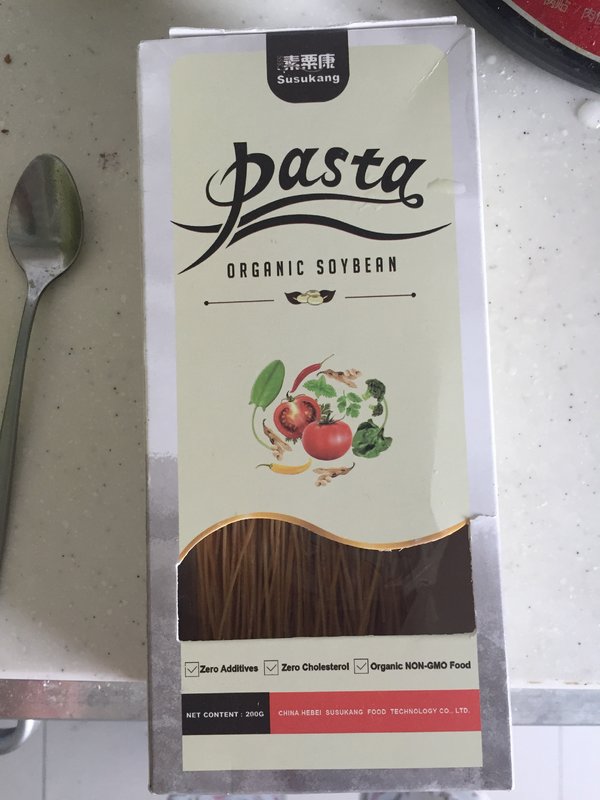 素栗康
Susukang
pasta
ORGANIC SOYBEAN
Zero Additives Zero Cholesterol Organic NON-GMO Food
NET CONTENT : 200G CHINA HEBEI SUSUKANG FOOD TECHNOLOGY CO., LTD.